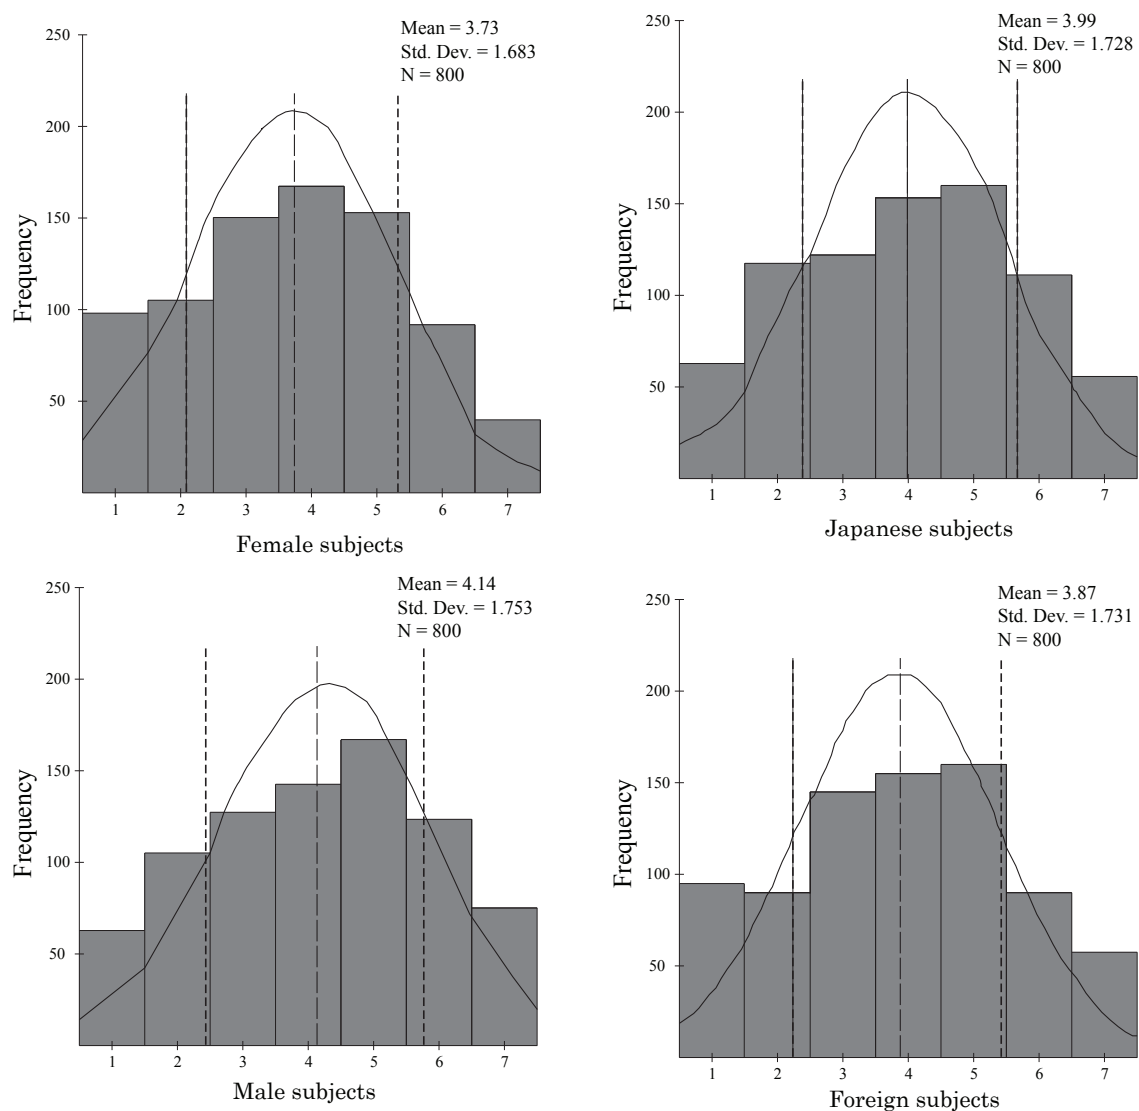 Mean = 3.73
Std. Dev. = 1.683
N = 800
250
200
150
100
50
Frequency
1 2 3 4 5 6 7
Female subjects
Mean = 3.99
Std. Dev. = 1.728
N = 800
250
200
150
100
50
Frequency
1 2 3 4 5 6 7
Japanese subjects
Mean = 4.14
Std. Dev. = 1.753
N = 800
250
200
150
100
50
Frequency
1 2 3 4 5 6 7
Male subjects
Mean = 3.87
Std. Dev. = 1.731
N = 800
250
200
150
100
50
Frequency
1 2 3 4 5 6 7
Foreign subjects